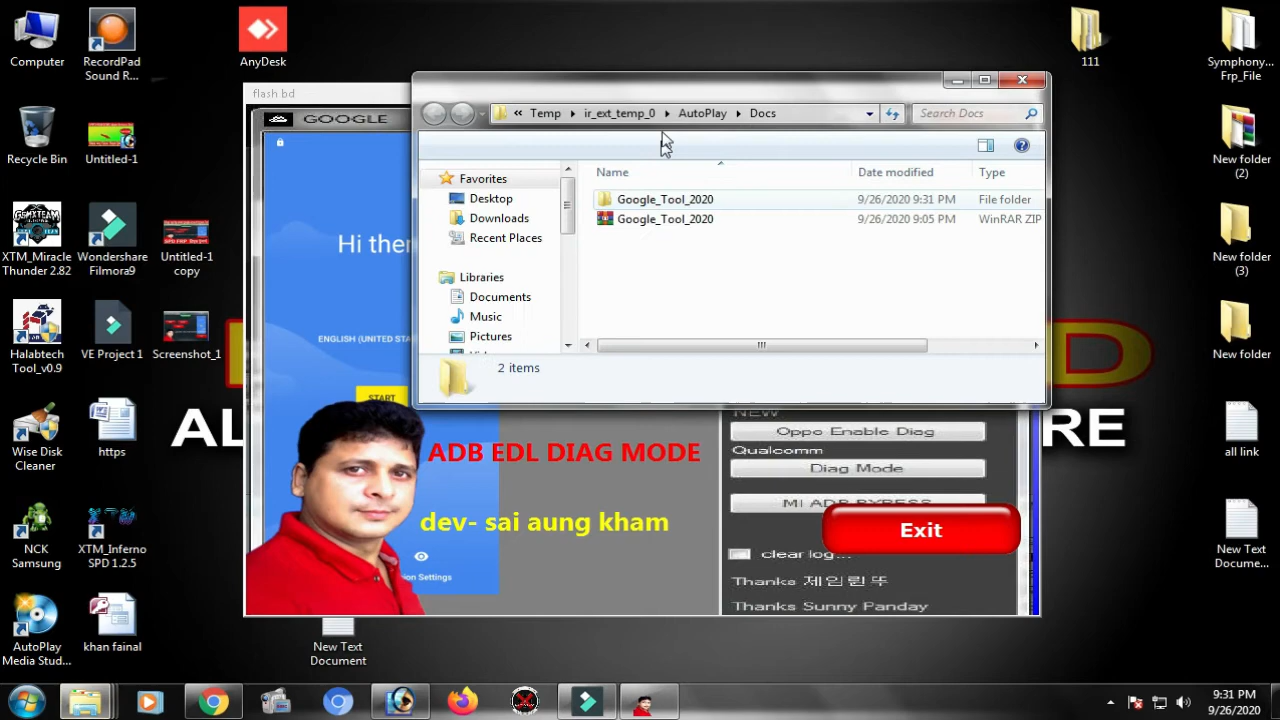 Computer
RecordPad
Sound R...
AnyDesk
111
Symphony...
Frp_File
Recycle Bin
Untitled-1
New folder
(2)
XTM_Miracle
Thunder 2.82
Wondershare
Filmora9
Untitled-1
copy
New folder
(3)
Halabtech
Tool_v0.9
VE Project 1
Screenshot_1
New folder
Wise Disk
Cleaner
https
all link
NCK
Samsung
XTM_Inferno
SPD 1.2.5
New Text
Docume...
AutoPlay
Media Stud...
khan fainal
New Text
Document
flash bd
GOOGLE
Hi ther
ENGLISH (UNITED STA
START
ion Settings
« Temp ▸ ir_ext_temp_0 ▸ AutoPlay ▸ Docs
Search Docs
Favorites
Desktop
Downloads
Recent Places
Libraries
Documents
Music
Pictures
Name Date modified Type
Google_Tool_2020 9/26/2020 9:31 PM File folder
Google_Tool_2020 9/26/2020 9:05 PM WinRAR ZIP
2 items
NEW
Oppo Enable Diag
Qualcomm
Diag Mode
MI ADB BYPESS
Exit
clear log...
Thanks 제인륀뚜
Thanks Sunny Panday
ADB EDL DIAG MODE
dev- sai aung kham
AL
RE
D
9:31 PM
9/26/2020